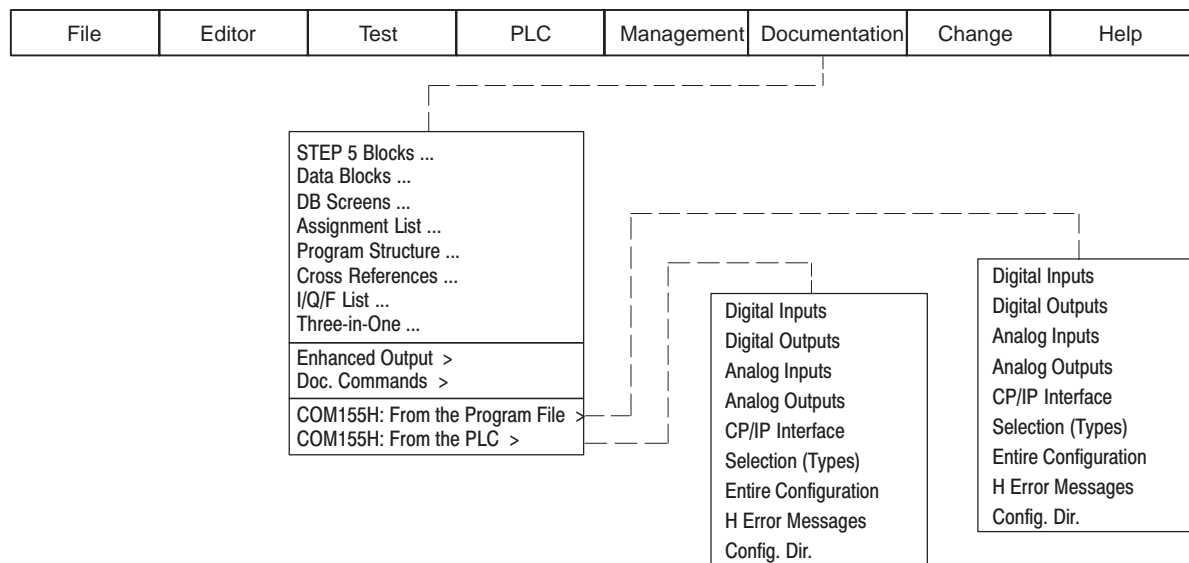 File Editor Test PLC Management Documentation Change Help
STEP 5 Blocks ...
Data Blocks ...
DB Screens ...
Assignment List ...
Program Structure ...
Cross References ...
I/Q/F List ...
Three-in-One ...
Enhanced Output >
Doc. Commands >
COM155H: From the Program File >
COM155H: From the PLC >
Digital Inputs
Digital Outputs
Analog Inputs
Analog Outputs
CP/IP Interface
Selection (Types)
Entire Configuration
H Error Messages
Config. Dir.
Digital Inputs
Digital Outputs
Analog Inputs
Analog Outputs
CP/IP Interface
Selection (Types)
Entire Configuration
H Error Messages
Config. Dir.